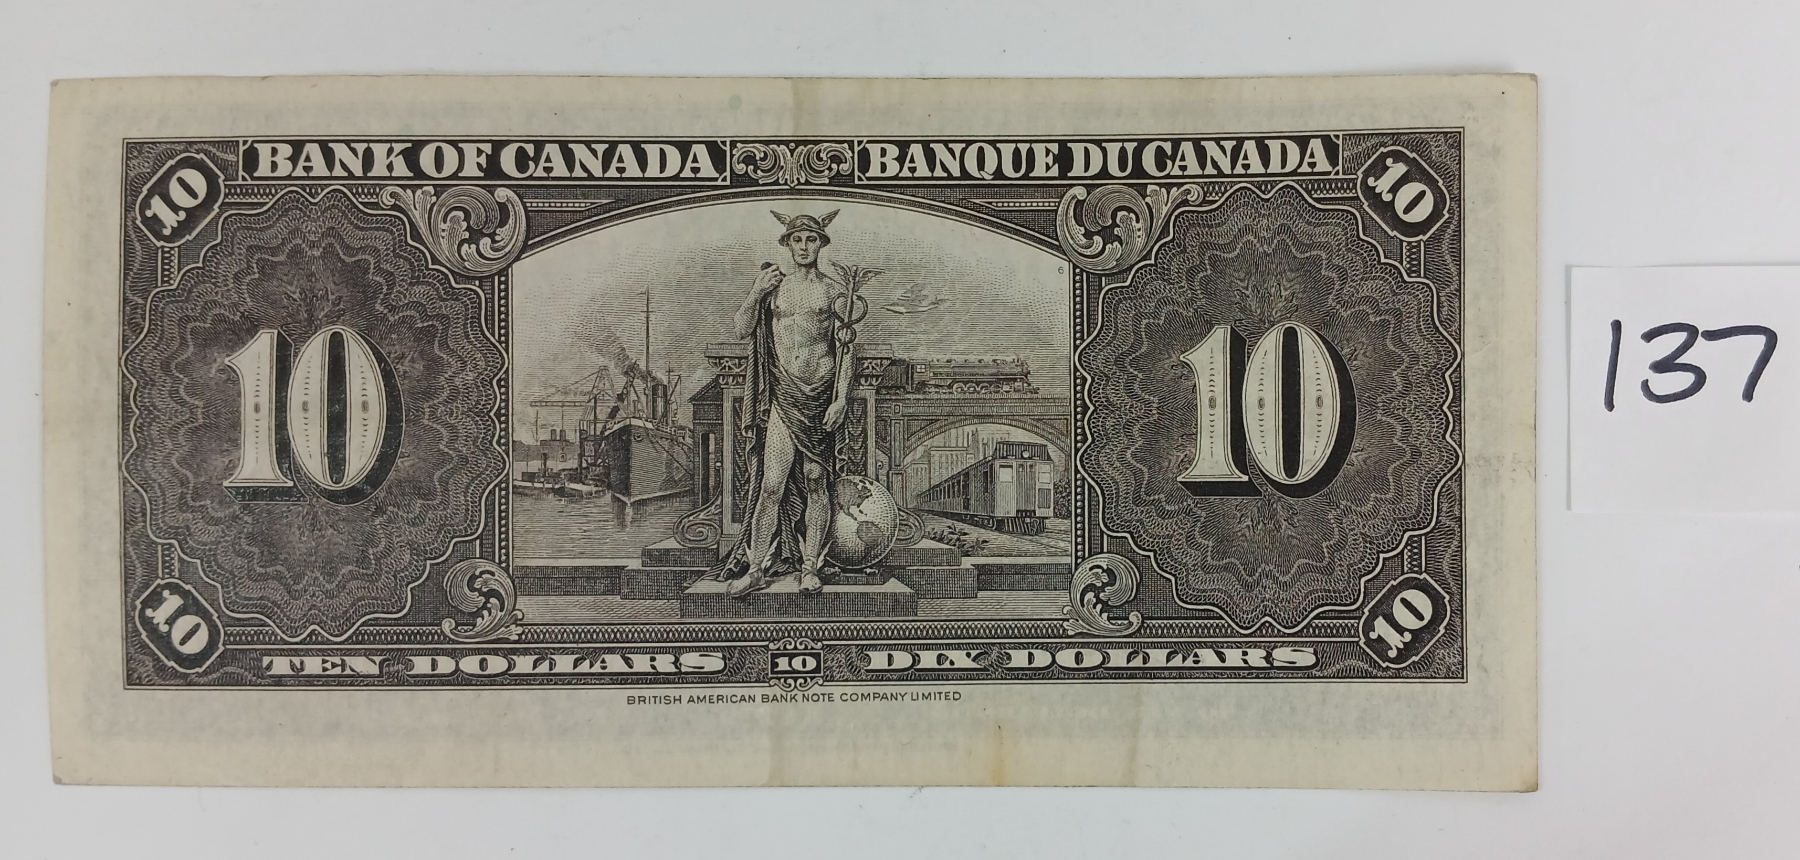 BANK OF CANADA BANQUE DU CANADA
10 10
6
10 10
137
10 10
TEN DOLLARS 10 DIX DOLLARS
BRITISH AMERICAN BANK NOTE COMPANY LIMITED